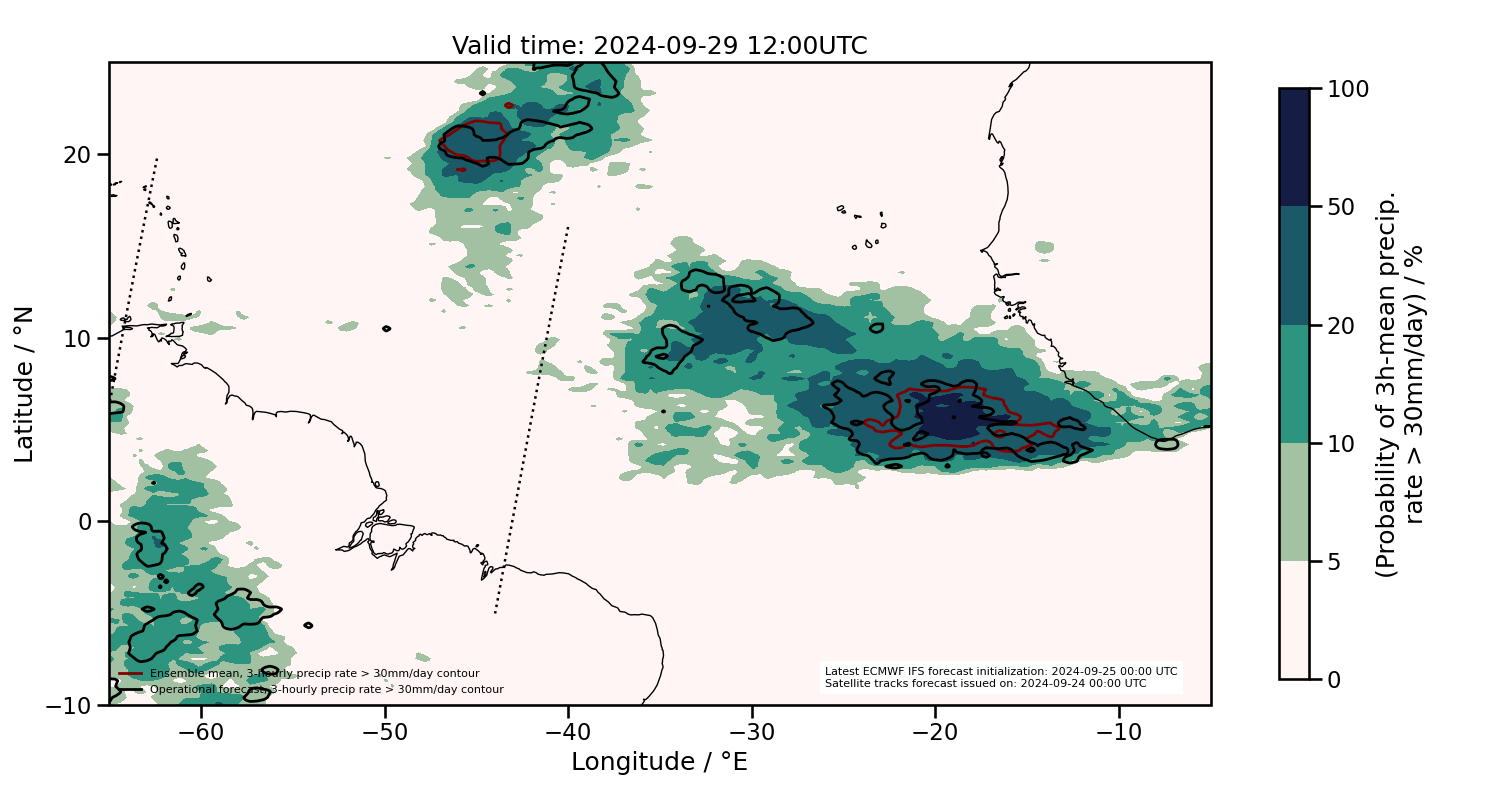 Valid time: 2024-09-29 12:00UTC
Latitude / °N
20
10
0
−10
−60
−50
−40
−30
−20
−10
Longitude / °E
Ensemble mean, 3-hourly precip rate > 30mm/day contour
Operational forecast, 3-hourly precip rate > 30mm/day contour
Latest ECMWF IFS forecast initialization: 2024-09-25 00:00 UTC
Satellite tracks forecast issued on: 2024-09-24 00:00 UTC
100
50
20
10
5
0
(Probability of 3h-mean precip.
rate > 30mm/day) / %